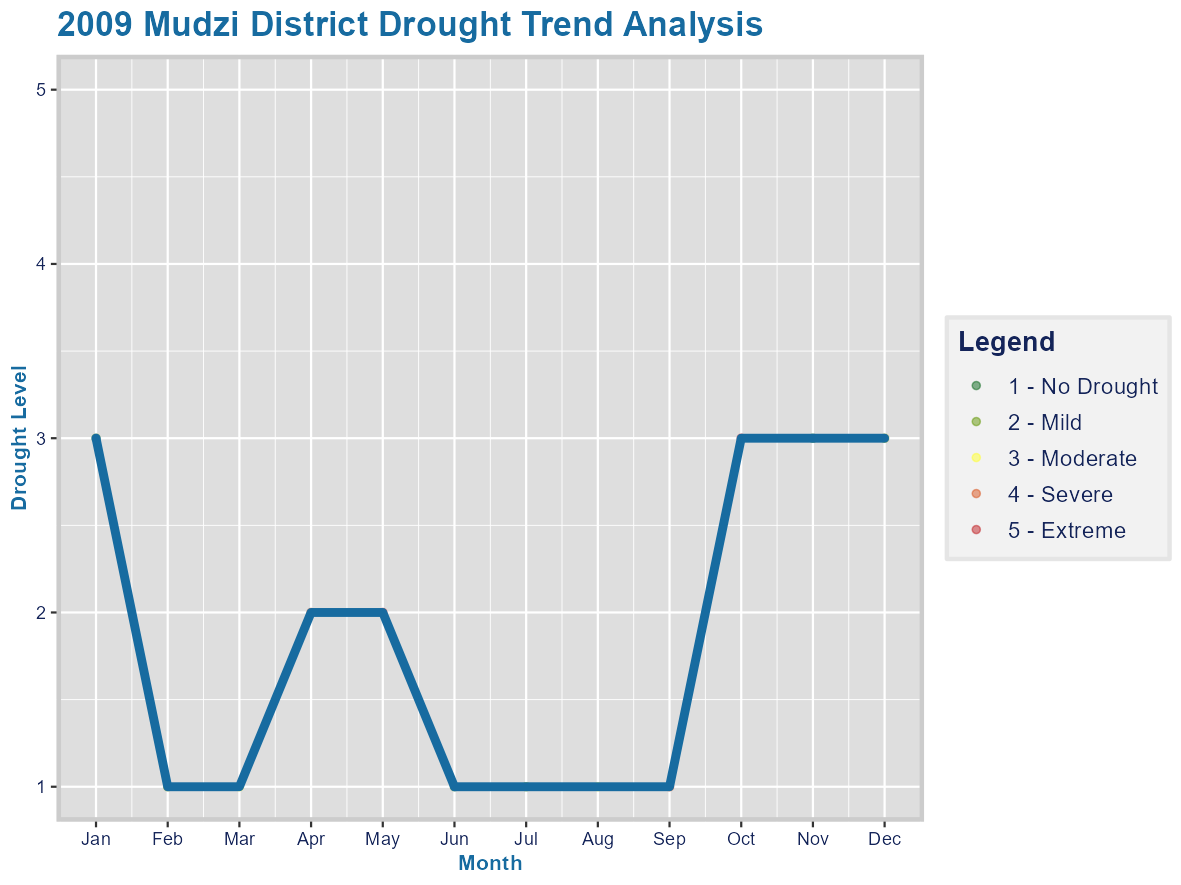 2009 Mudzi District Drought Trend Analysis
5
4
3
2
1
Drought Level
Jan Feb Mar Apr May Jun Jul Aug Sep Oct Nov Dec
Month
Legend
1 - No Drought
2 - Mild
3 - Moderate
4 - Severe
5 - Extreme